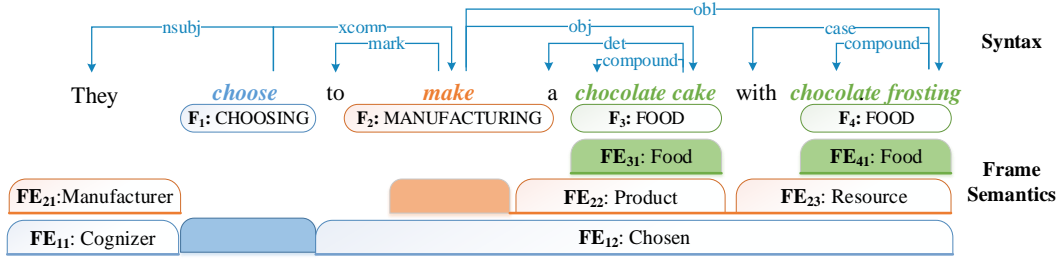 obl
nsubj xcomp obj case
mark det compound
compound
Syntax
They choose to make a chocolate cake with chocolate frosting
F1: CHOOSING F2: MANUFACTURING F3: FOOD F4: FOOD
FE31: Food FE41: Food
FE21:Manufacturer FE22: Product FE23: Resource
Frame
Semantics
FE11: Cognizer FE12: Chosen